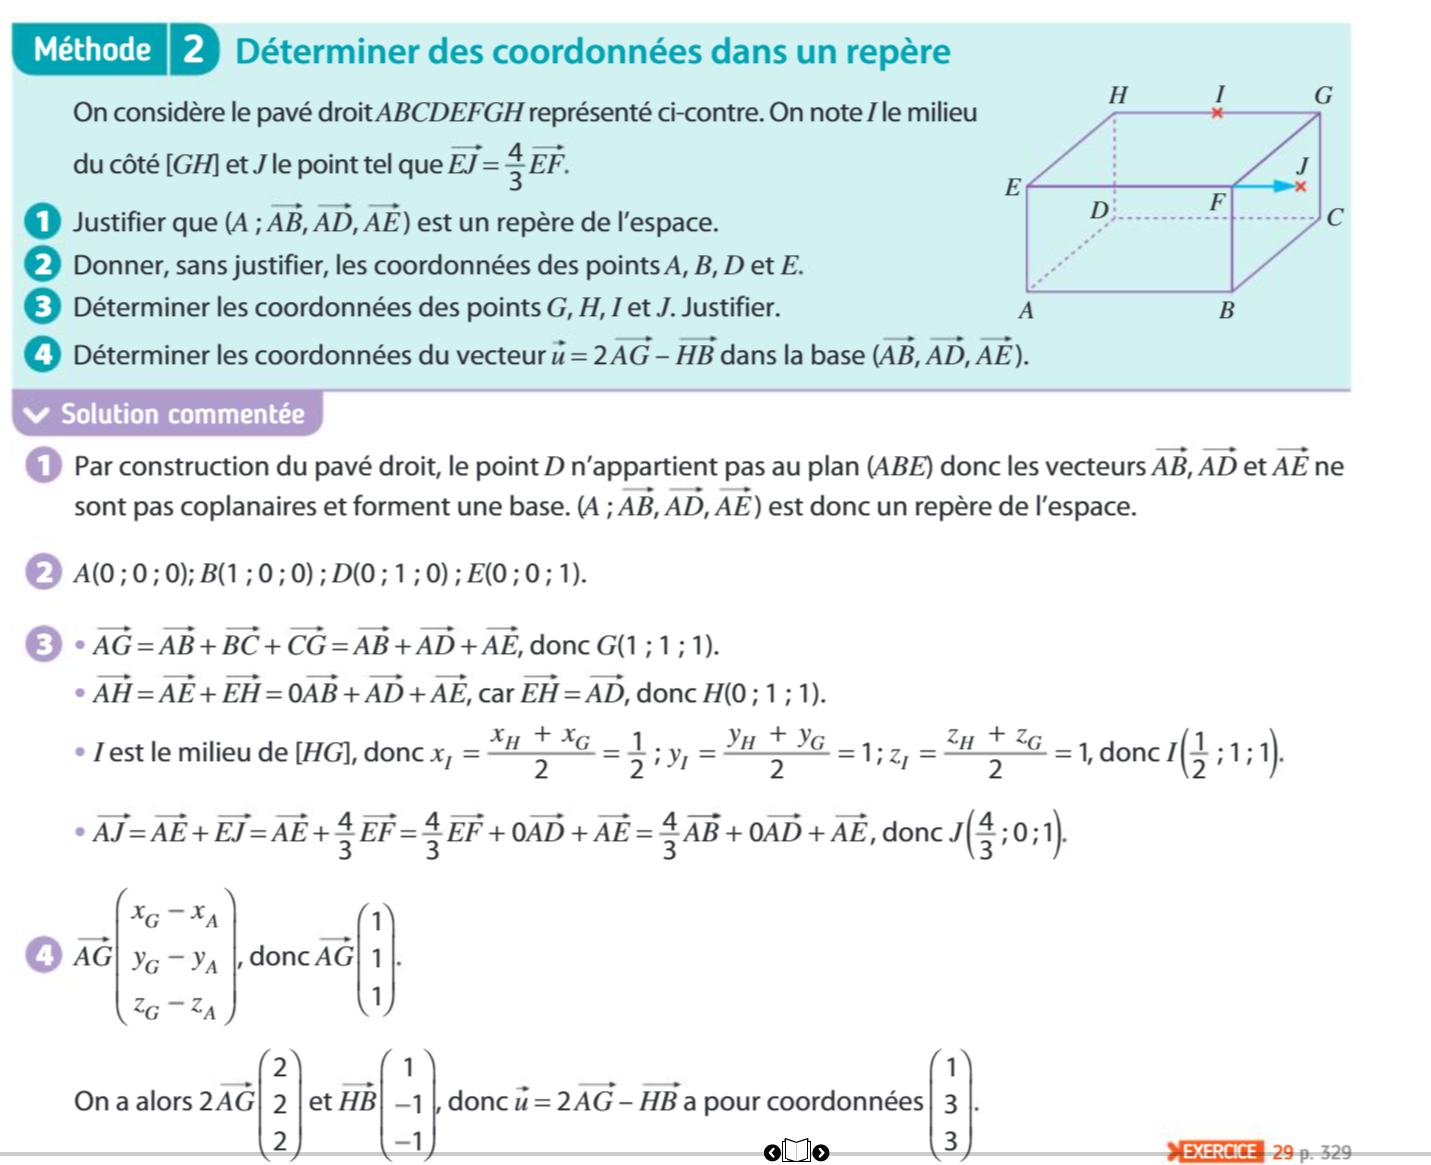 Méthode 2 Déterminer des coordonnées dans un repère
On considère le pavé droit ABCDEFGH représenté ci-contre. On note I le milieu
du côté [GH] et J le point tel que $\overrightarrow{EJ} = \frac{4}{3}\overrightarrow{EF}$.
1 Justifier que $(A ; \overrightarrow{AB}, \overrightarrow{AD}, \overrightarrow{AE})$ est un repère de l'espace.
2 Donner, sans justifier, les coordonnées des points A, B, D et E.
3 Déterminer les coordonnées des points G, H, I et J. Justifier.
4 Déterminer les coordonnées du vecteur $\vec{u} = 2\overrightarrow{AG} - \overrightarrow{HB}$ dans la base $(\overrightarrow{AB}, \overrightarrow{AD}, \overrightarrow{AE})$.
H I G
J
E
D F C
A B
Solution commentée
1 Par construction du pavé droit, le point D n'appartient pas au plan (ABE) donc les vecteurs $\overrightarrow{AB}$, $\overrightarrow{AD}$ et $\overrightarrow{AE}$ ne
sont pas coplanaires et forment une base. $(A ; \overrightarrow{AB}, \overrightarrow{AD}, \overrightarrow{AE})$ est donc un repère de l'espace.
2 A(0 ; 0 ; 0); B(1 ; 0 ; 0) ; D(0 ; 1 ; 0) ; E(0 ; 0 ; 1).
3 • $\overrightarrow{AG} = \overrightarrow{AB} + \overrightarrow{BC} + \overrightarrow{CG} = \overrightarrow{AB} + \overrightarrow{AD} + \overrightarrow{AE}$, donc G(1 ; 1 ; 1).
• $\overrightarrow{AH} = \overrightarrow{AE} + \overrightarrow{EH} = 0\overrightarrow{AB} + \overrightarrow{AD} + \overrightarrow{AE}$, car $\overrightarrow{EH} = \overrightarrow{AD}$, donc H(0 ; 1 ; 1).
• I est le milieu de [HG], donc $x_I = \frac{x_H + x_G}{2} = \frac{1}{2}$ ; $y_I = \frac{y_H + y_G}{2} = 1$ ; $z_I = \frac{z_H + z_G}{2} = 1$, donc $I\left(\frac{1}{2} ; 1 ; 1\right)$.
• $\overrightarrow{AJ} = \overrightarrow{AE} + \overrightarrow{EJ} = \overrightarrow{AE} + \frac{4}{3}\overrightarrow{EF} = \frac{4}{3}\overrightarrow{EF} + 0\overrightarrow{AD} + \overrightarrow{AE} = \frac{4}{3}\overrightarrow{AB} + 0\overrightarrow{AD} + \overrightarrow{AE}$, donc $J\left(\frac{4}{3} ; 0 ; 1\right)$.
4 $\overrightarrow{AG}\begin{pmatrix} x_G - x_A \\ y_G - y_A \\ z_G - z_A \end{pmatrix}$, donc $\overrightarrow{AG}\begin{pmatrix} 1 \\ 1 \\ 1 \end{pmatrix}$.
On a alors $2\overrightarrow{AG}\begin{pmatrix} 2 \\ 2 \\ 2 \end{pmatrix}$ et $\overrightarrow{HB}\begin{pmatrix} 1 \\ -1 \\ -1 \end{pmatrix}$, donc $\vec{u} = 2\overrightarrow{AG} - \overrightarrow{HB}$ a pour coordonnées $\begin{pmatrix} 1 \\ 3 \\ 3 \end{pmatrix}$.
EXERCICE 29 p. 329